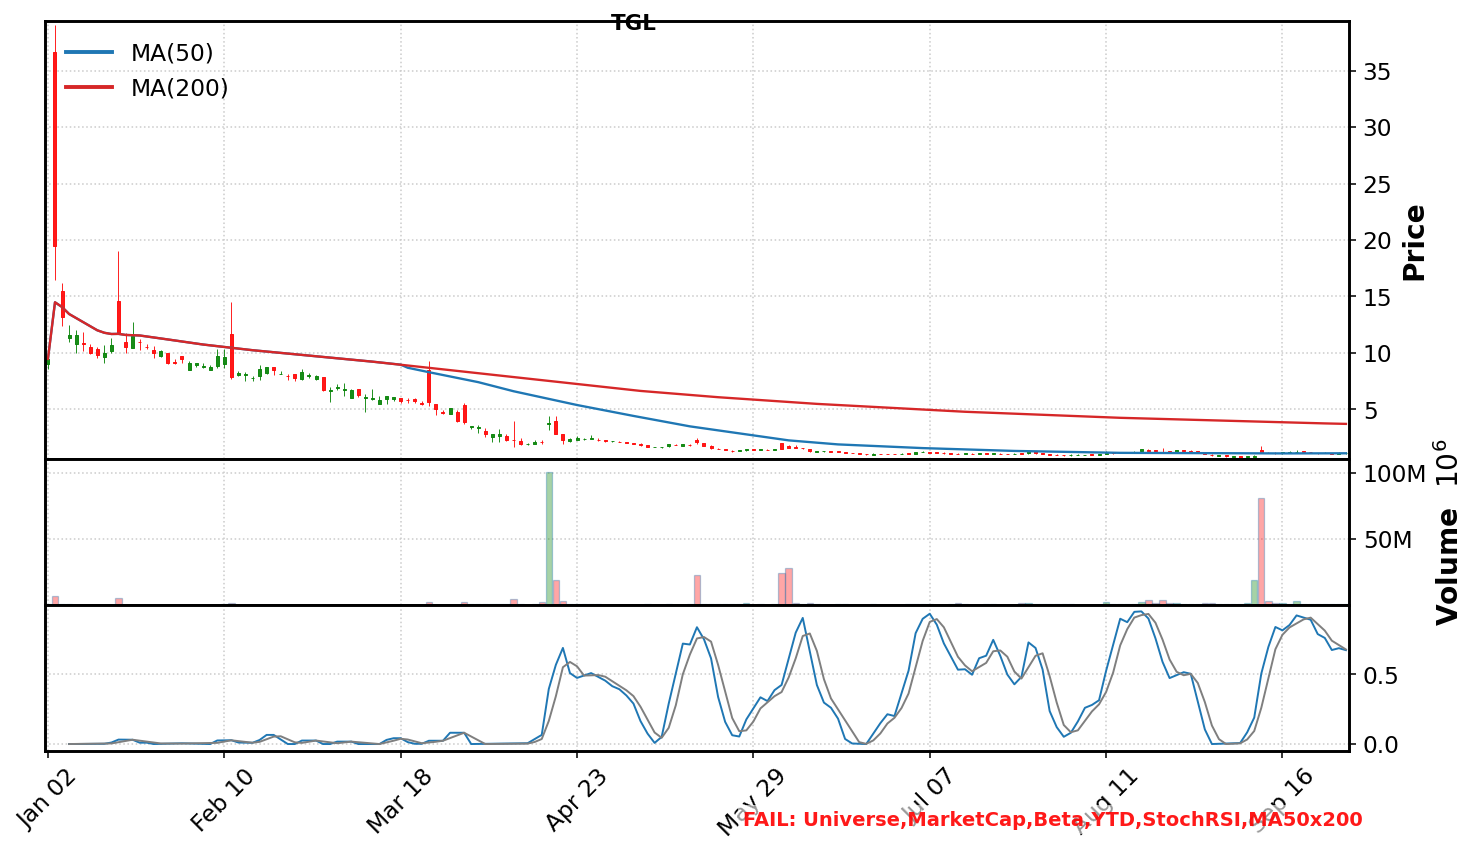 TGL
MA(50)
MA(200)
35
30
25
20
15
10
5
Price
100M
50M
Volume 10^6
0.5
0.0
Jan 02
Feb 10
Mar 18
Apr 23
May 29
Jul 07
Aug 11
Sep 16
FAIL: Universe,MarketCap,Beta,YTD,StochRSI,MA50x200